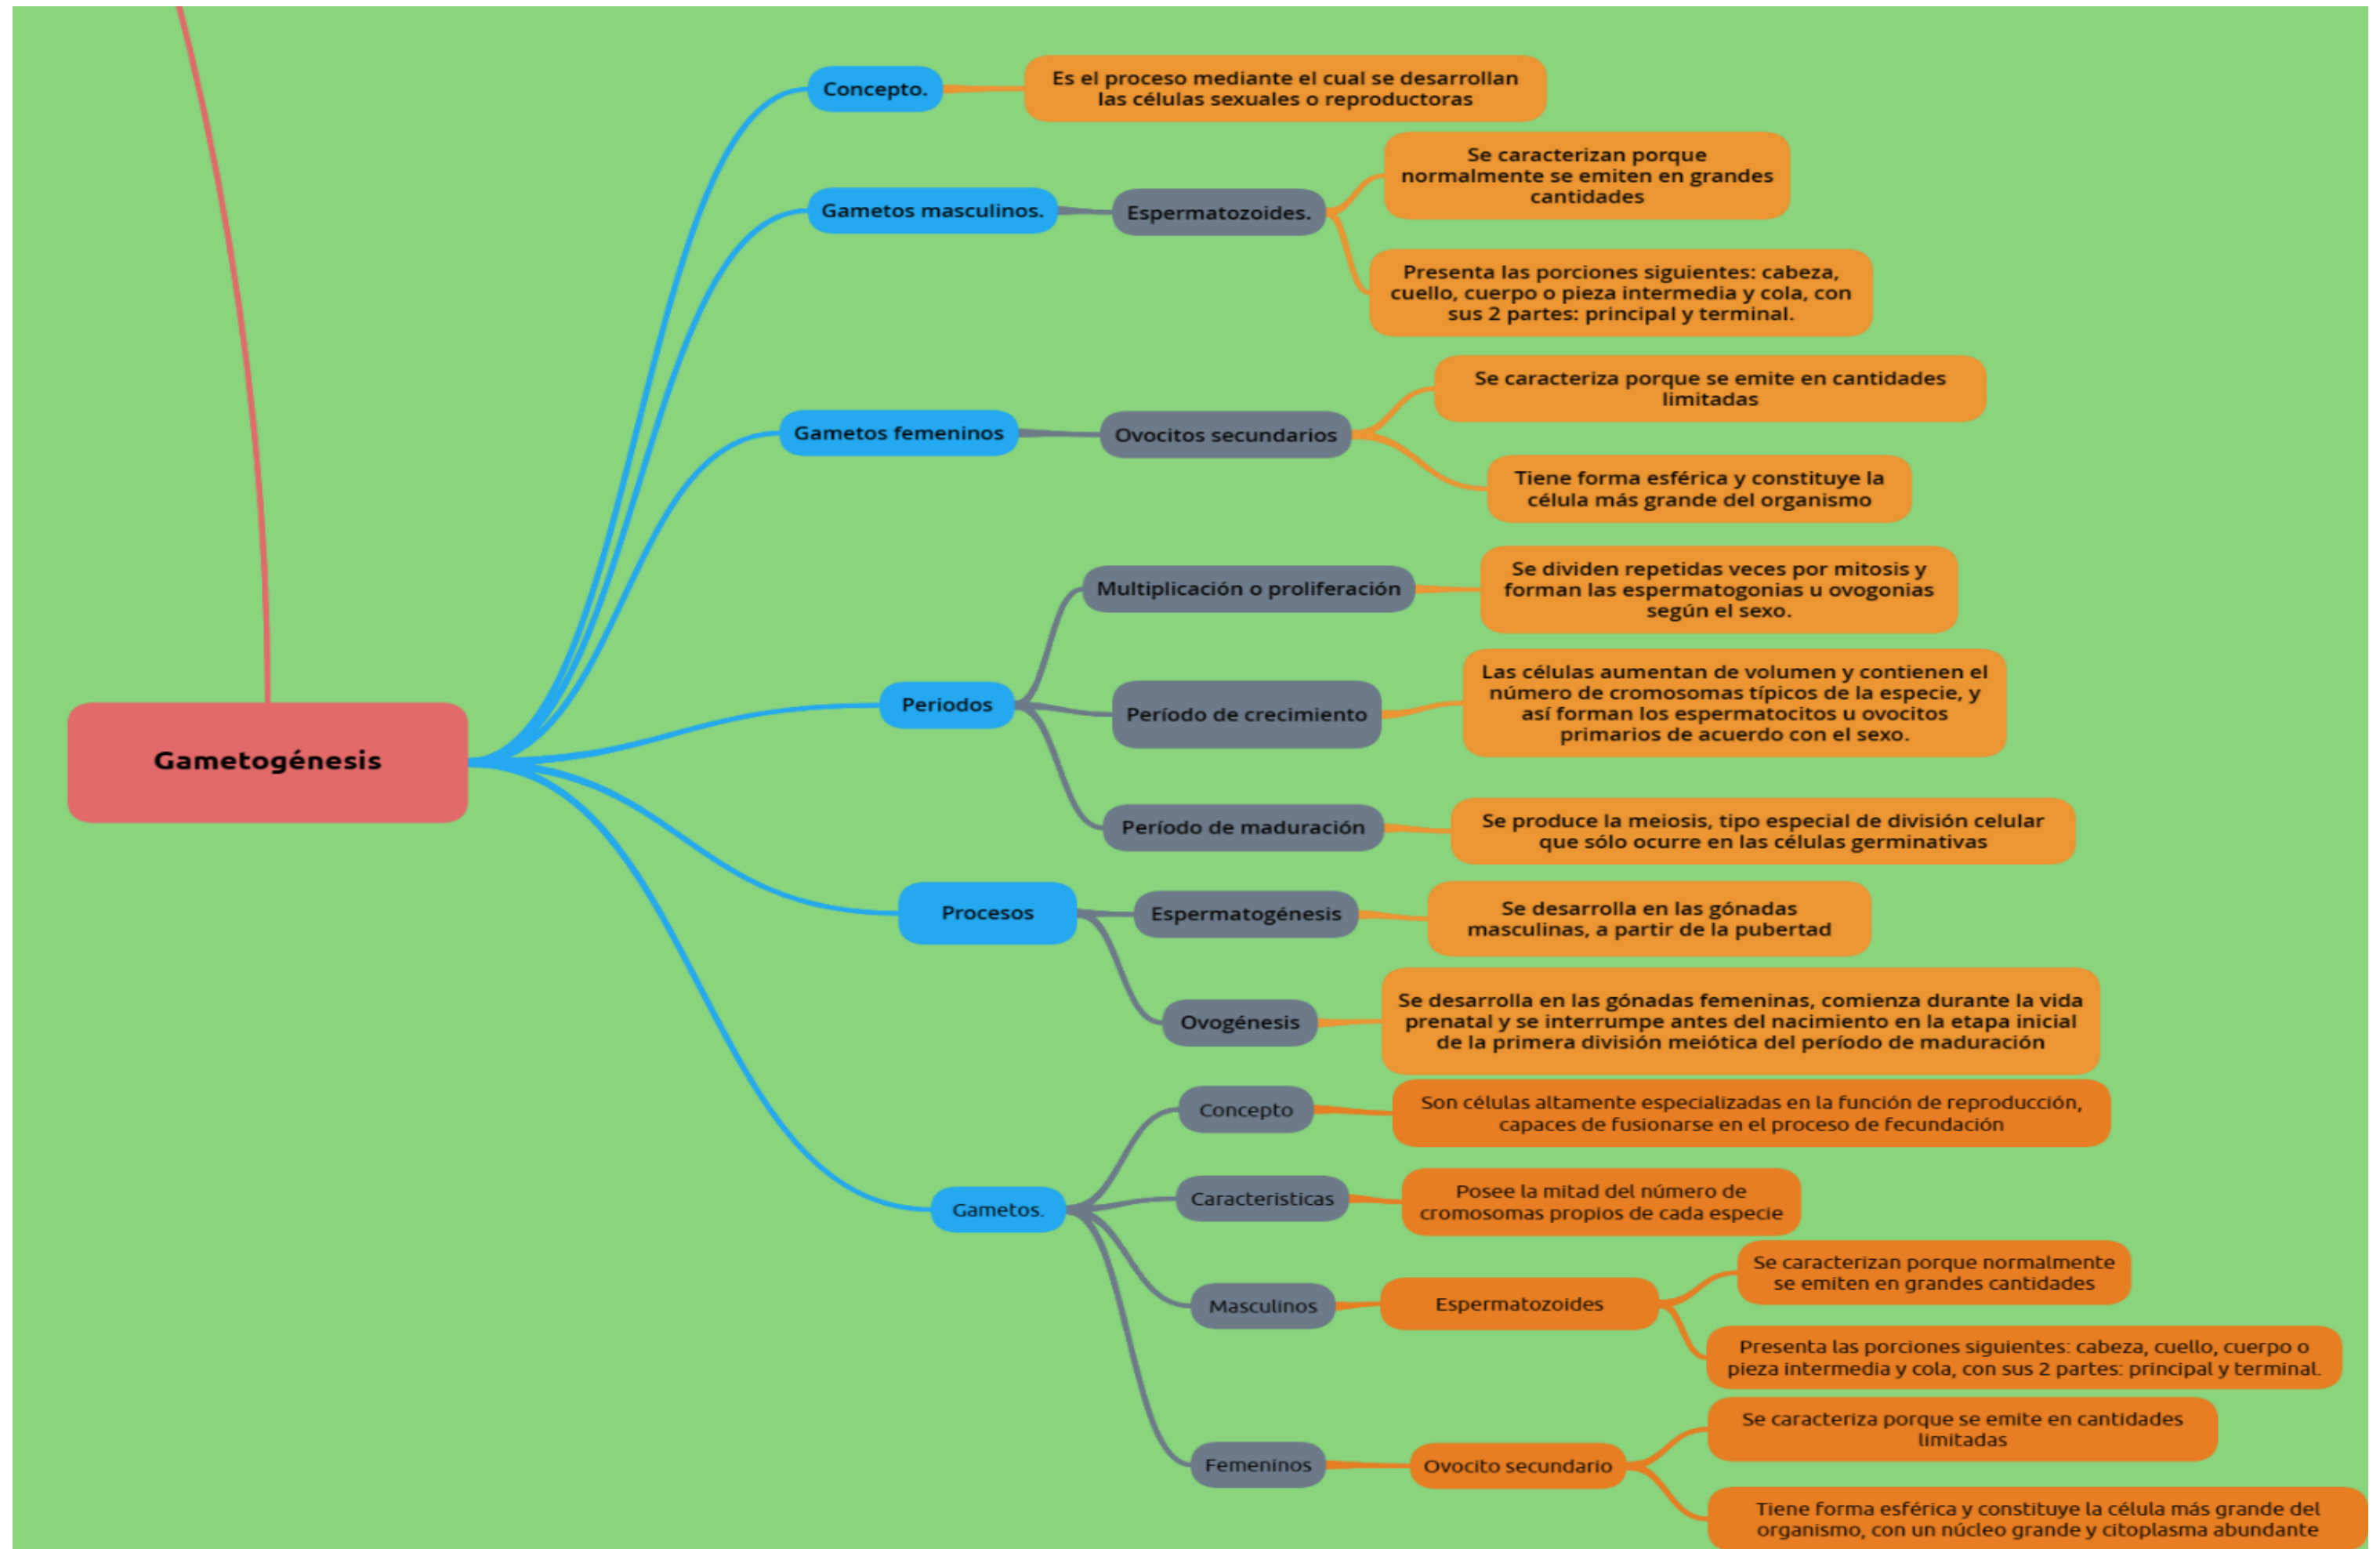 Gametogénesis
Concepto.
Es el proceso mediante el cual se desarrollan
las células sexuales o reproductoras
Gametos masculinos.
Espermatozoides.
Se caracterizan porque
normalmente se emiten en grandes
cantidades
Presenta las porciones siguientes: cabeza,
cuello, cuerpo o pieza intermedia y cola, con
sus 2 partes: principal y terminal.
Gametos femeninos
Ovocitos secundarios
Se caracteriza porque se emite en cantidades
limitadas
Tiene forma esférica y constituye la
célula más grande del organismo
Periodos
Multiplicación o proliferación
Se dividen repetidas veces por mitosis y
forman las espermatogonias u ovogonias
según el sexo.
Período de crecimiento
Las células aumentan de volumen y contienen el
número de cromosomas típicos de la especie, y
así forman los espermatocitos u ovocitos
primarios de acuerdo con el sexo.
Período de maduración
Se produce la meiosis, tipo especial de división celular
que sólo ocurre en las células germinativas
Procesos
Espermatogénesis
Se desarrolla en las gónadas
masculinas, a partir de la pubertad
Ovogénesis
Se desarrolla en las gónadas femeninas, comienza durante la vida
prenatal y se interrumpe antes del nacimiento en la etapa inicial
de la primera división meiótica del período de maduración
Gametos.
Concepto
Son células altamente especializadas en la función de reproducción,
capaces de fusionarse en el proceso de fecundación
Caracteristicas
Posee la mitad del número de
cromosomas propios de cada especie
Masculinos
Espermatozoides
Se caracterizan porque normalmente
se emiten en grandes cantidades
Presenta las porciones siguientes: cabeza, cuello, cuerpo o
pieza intermedia y cola, con sus 2 partes: principal y terminal.
Femeninos
Ovocito secundario
Se caracteriza porque se emite en cantidades
limitadas
Tiene forma esférica y constituye la célula más grande del
organismo, con un núcleo grande y citoplasma abundante